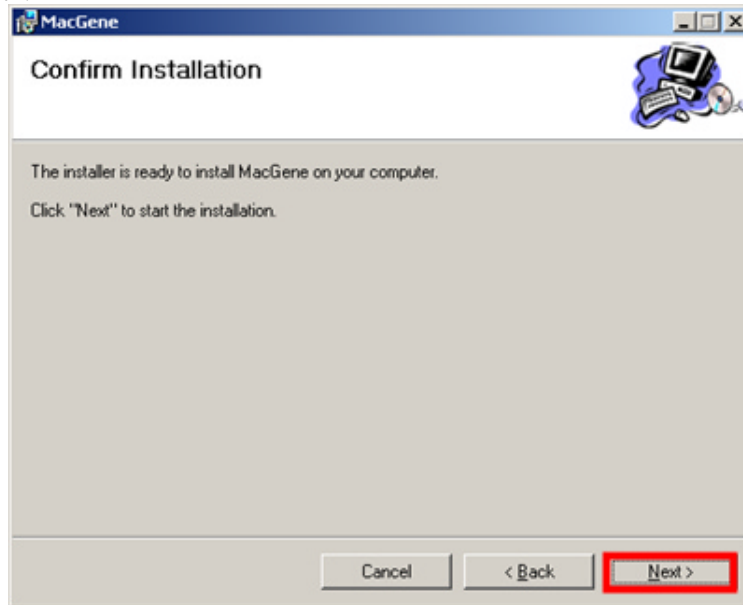 MacGene
Confirm Installation
The installer is ready to install MacGene on your computer.
Click "Next" to start the installation.
Cancel
< Back
Next >